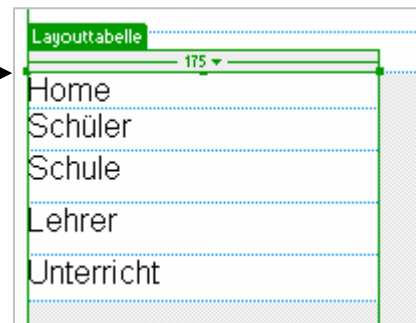 Layouttabelle
175
Home
Schüler
Schule
Lehrer
Unterricht